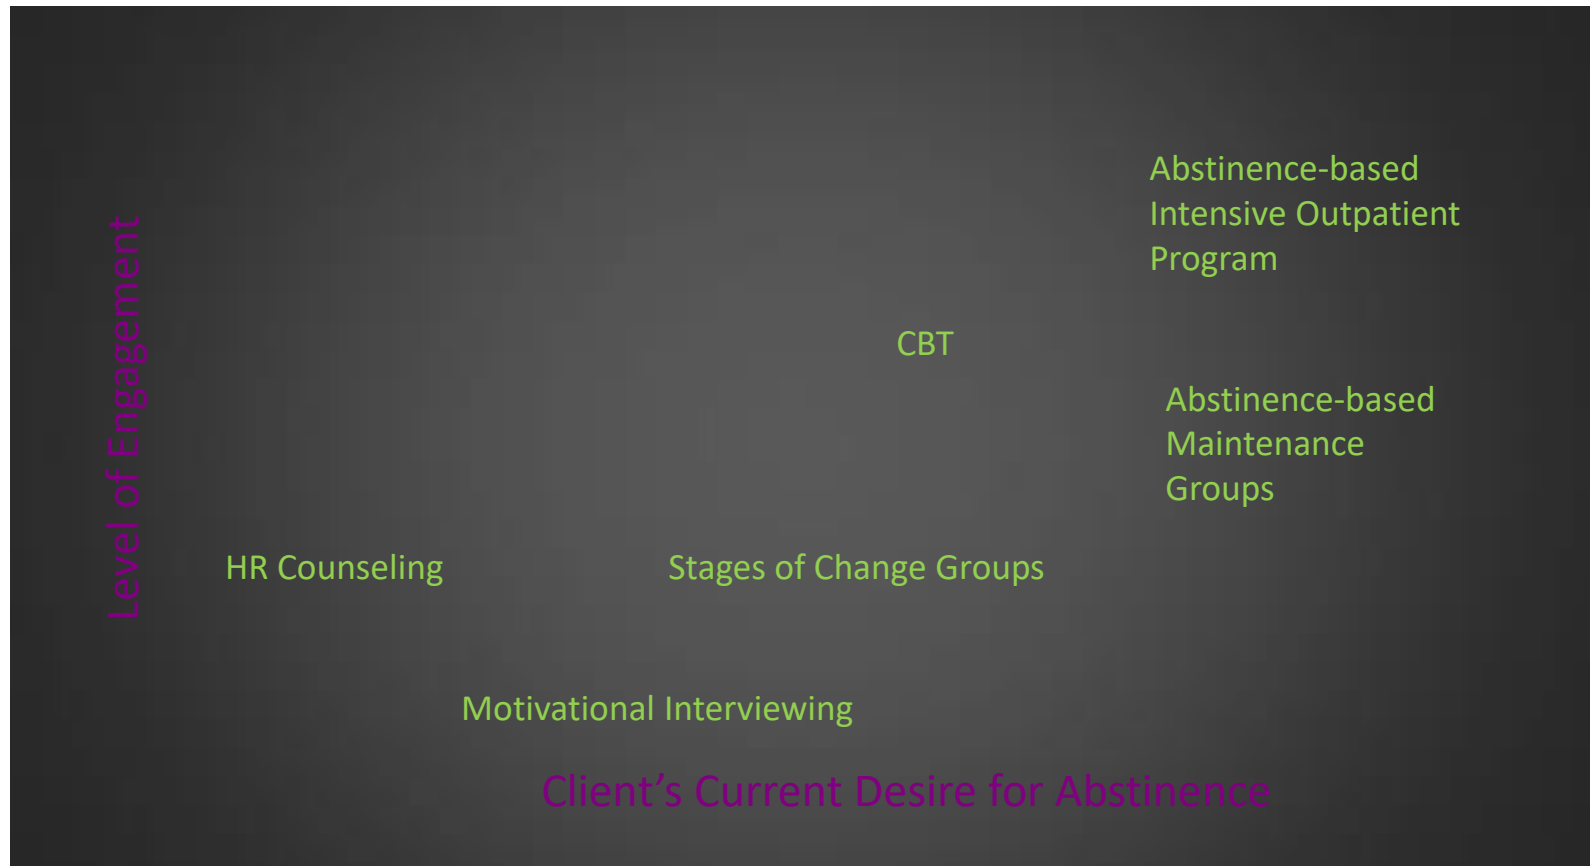 Abstinence-based
Intensive Outpatient
Program
Level of Engagement
CBT
Abstinence-based
Maintenance
Groups
HR Counseling
Stages of Change Groups
Motivational Interviewing
Client’s Current Desire for Abstinence